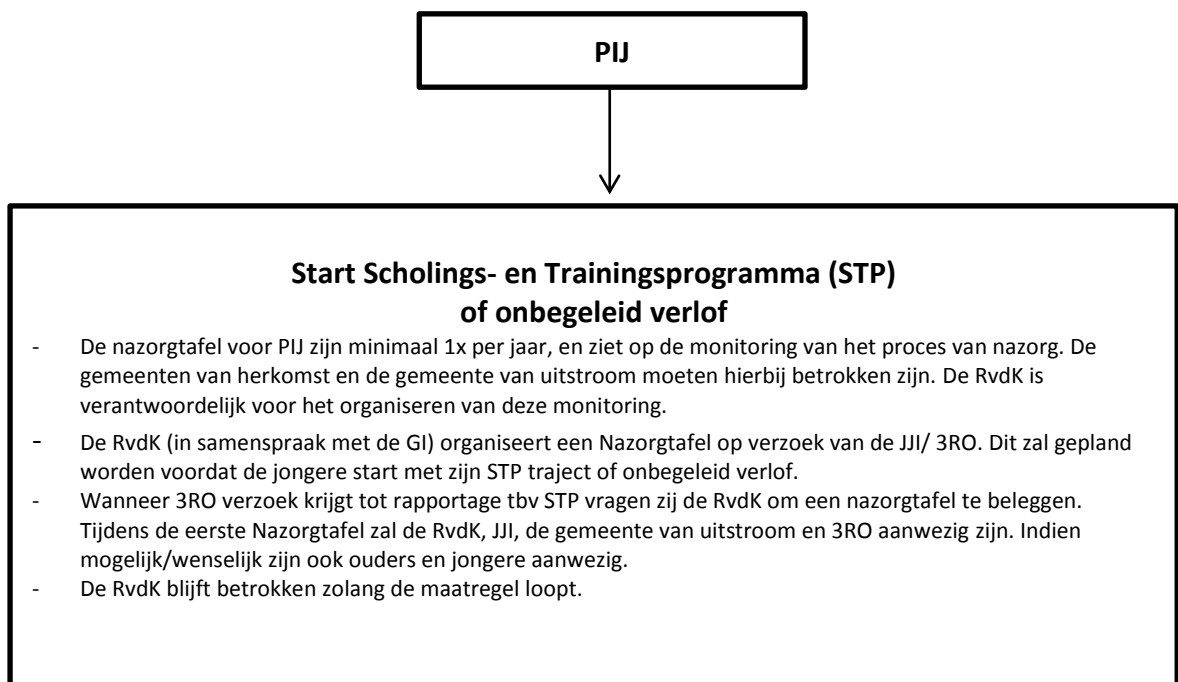 PIJ
Start Scholings- en Trainingsprogramma (STP)
of onbegeleid verlof
- De nazorgtafel voor PIJ zijn minimaal 1x per jaar, en ziet op de monitoring van het proces van nazorg. De
gemeenten van herkomst en de gemeente van uitstroom moeten hierbij betrokken zijn. De RvdK is
verantwoordelijk voor het organiseren van deze monitoring.
- De RvdK (in samenspraak met de GI) organiseert een Nazorgtafel op verzoek van de JJI/ 3RO. Dit zal gepland
worden voordat de jongere start met zijn STP traject of onbegeleid verlof.
- Wanneer 3RO verzoek krijgt tot rapportage tbv STP vragen zij de RvdK om een nazorgtafel te beleggen.
Tijdens de eerste Nazorgtafel zal de RvdK, JJI, de gemeente van uitstroom en 3RO aanwezig zijn. Indien
mogelijk/wenselijk zijn ook ouders en jongere aanwezig.
- De RvdK blijft betrokken zolang de maatregel loopt.